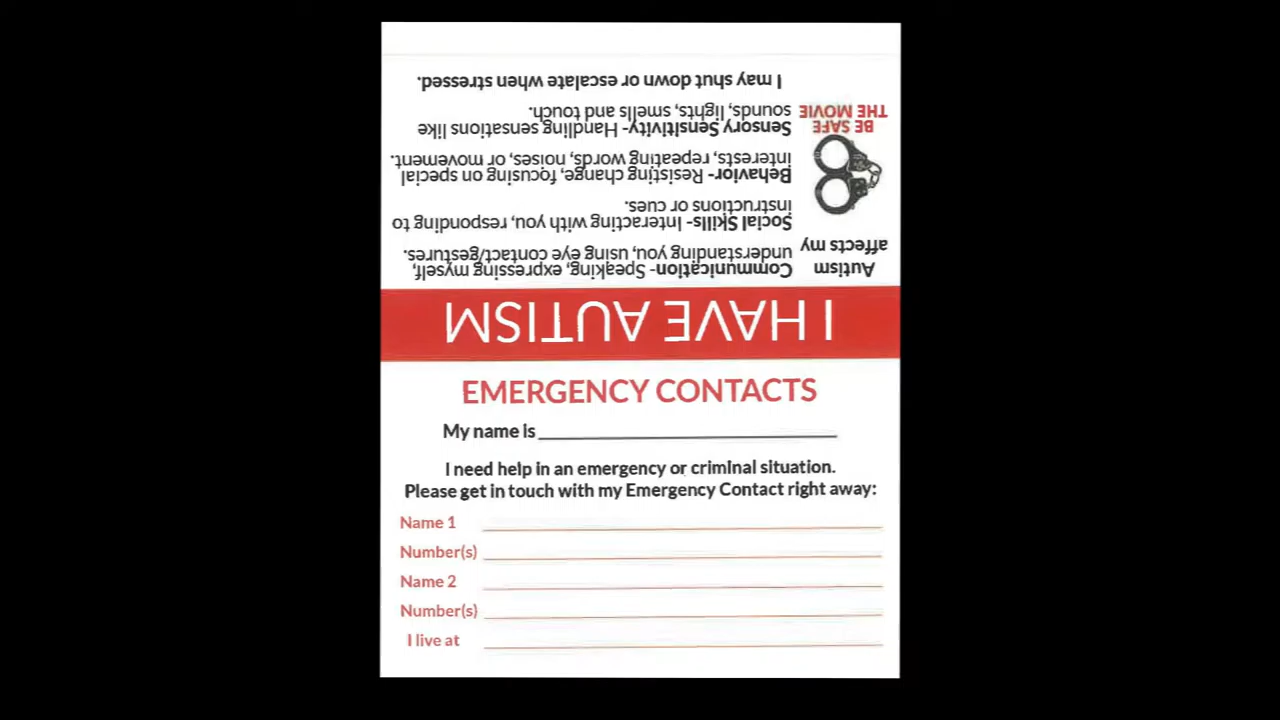 I HAVE AUTISM
Autism
affects my
Communication- Speaking, expressing myself,
understanding you, using eye contact/gestures.
Social Skills- Interacting with you, responding to
instructions or cues.
Behavior- Resisting change, focusing on special
interests, repeating words, noises, or movement.
Sensory Sensitivity- Handling sensations like
sounds, lights, smells and touch.
BE SAFE
THE MOVIE
I may shut down or escalate when stressed.
EMERGENCY CONTACTS
My name is
I need help in an emergency or criminal situation.
Please get in touch with my Emergency Contact right away:
Name 1
Number(s)
Name 2
Number(s)
I live at